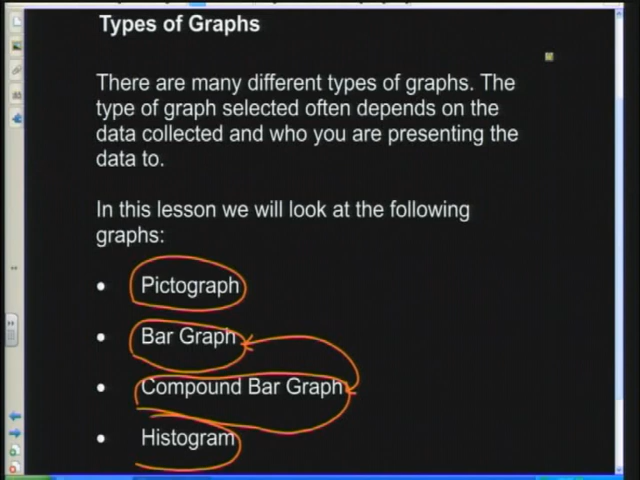 Types of Graphs
There are many different types of graphs. The
type of graph selected often depends on the
data collected and who you are presenting the
data to.
In this lesson we will look at the following
graphs:
• Pictograph
• Bar Graph
• Compound Bar Graph
• Histogram